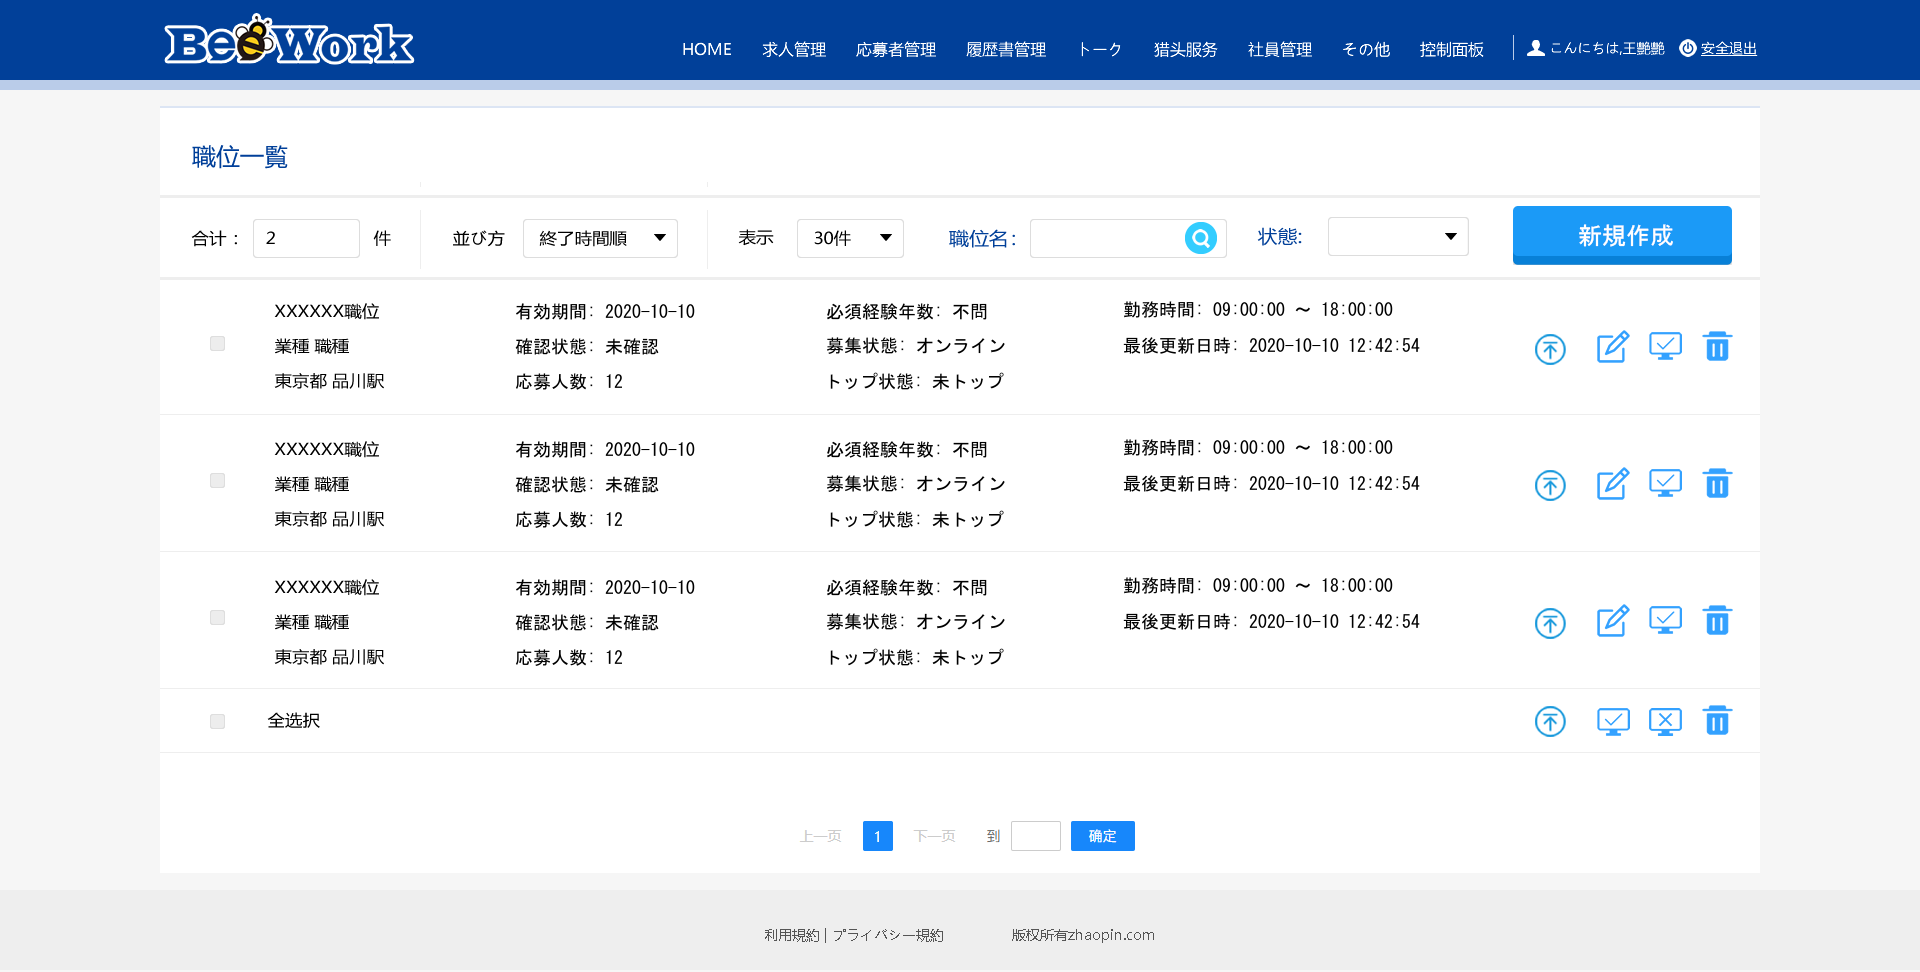 BeeWork
HOME 求人管理 応募者管理 履歴書管理 トーク 猎头服务 社員管理 その他 控制面板 こんにちは,王艷艷 安全退出
職位一覧
合计： 2 件 並び方 終了時間順 表示 30件 職位名: 状態: 新規作成
XXXXXX職位 有効期間: 2020-10-10 必須経験年数: 不問 勤務時間: 09:00:00 ～ 18:00:00
業種 職種 確認状態: 未確認 募集状態: オンライン 最後更新日時: 2020-10-10 12:42:54
東京都 品川駅 応募人数: 12 トップ状態: 未トップ
XXXXXX職位 有効期間: 2020-10-10 必須経験年数: 不問 勤務時間: 09:00:00 ～ 18:00:00
業種 職種 確認状態: 未確認 募集状態: オンライン 最後更新日時: 2020-10-10 12:42:54
東京都 品川駅 応募人数: 12 トップ状態: 未トップ
XXXXXX職位 有効期間: 2020-10-10 必須経験年数: 不問 勤務時間: 09:00:00 ～ 18:00:00
業種 職種 確認状態: 未確認 募集状態: オンライン 最後更新日時: 2020-10-10 12:42:54
東京都 品川駅 応募人数: 12 トップ状態: 未トップ
全选択
上一页 1 下一页 到 确定
利用規約 | プライバシー規約 版权所有zhaopin.com